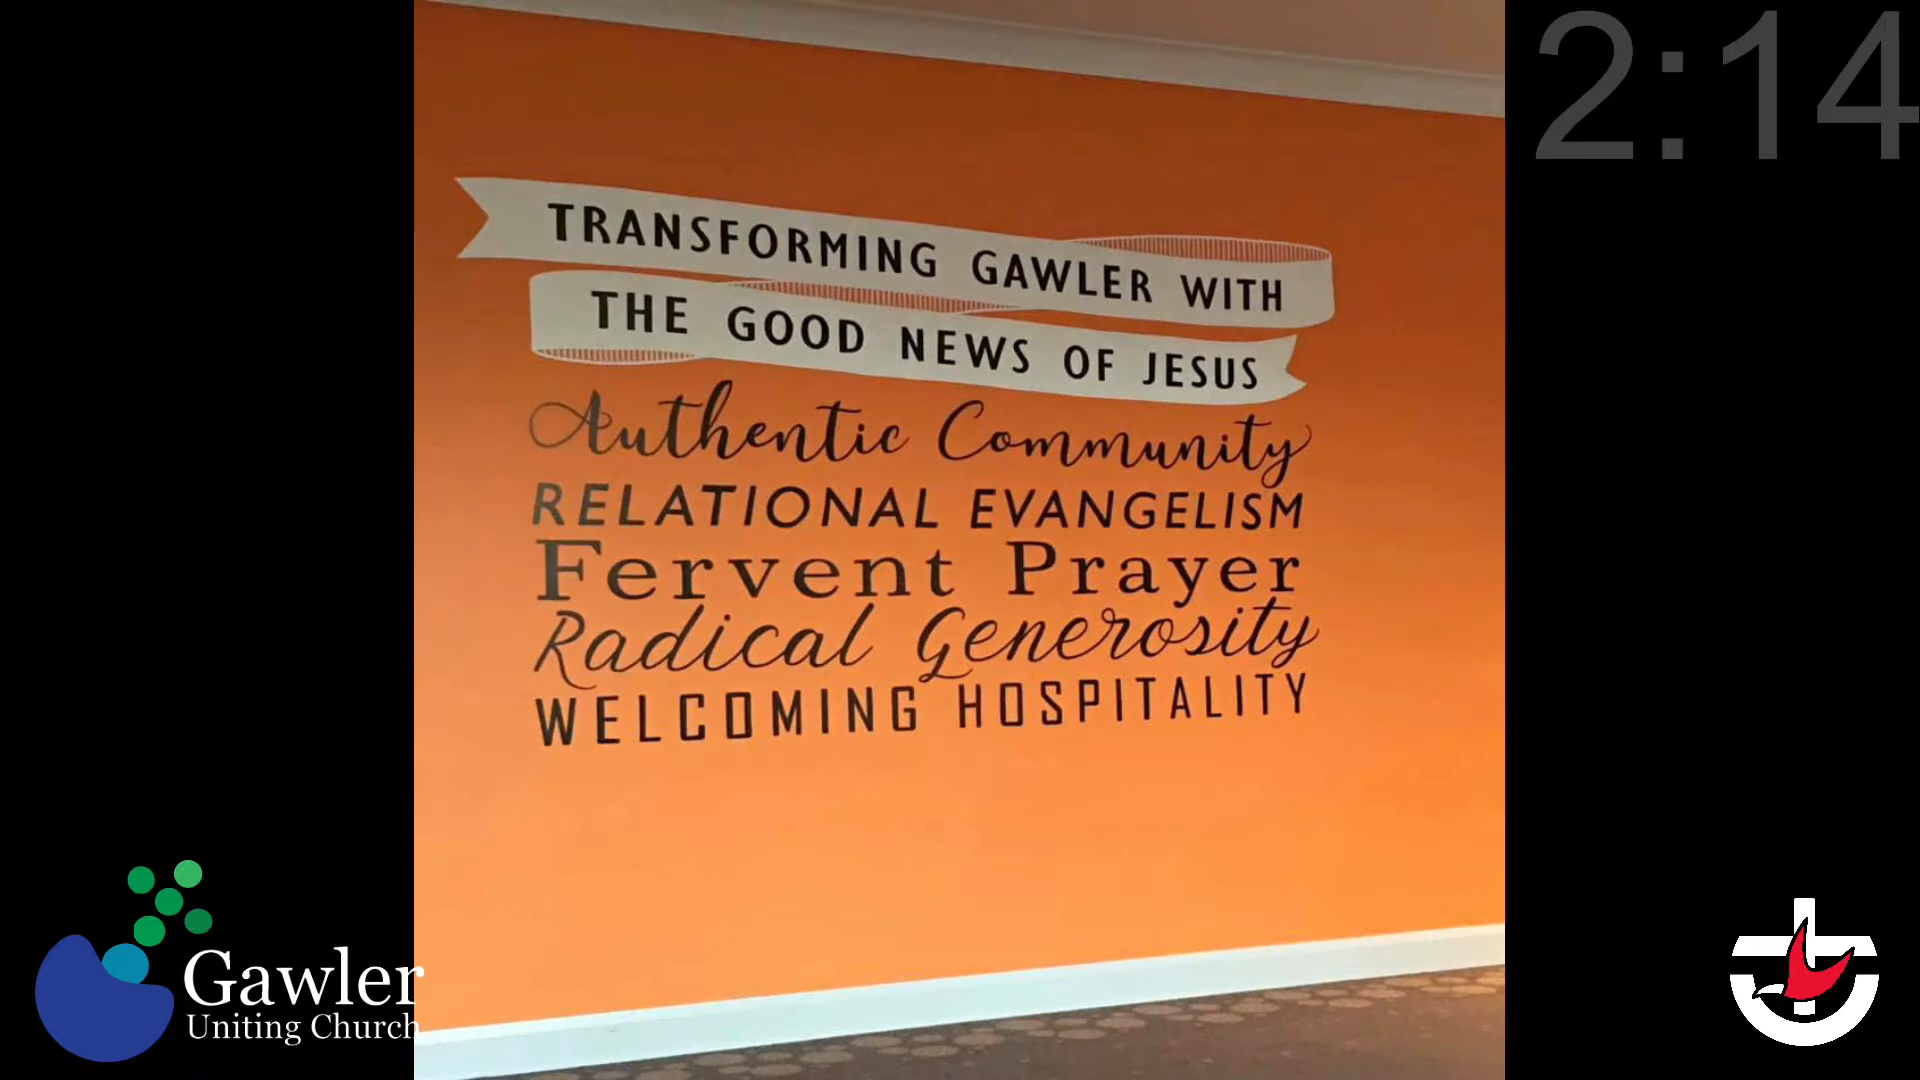 2:14
TRANSFORMING GAWLER WITH
THE GOOD NEWS OF JESUS
Authentic Community
RELATIONAL EVANGELISM
Fervent Prayer
Radical Generosity
WELCOMING HOSPITALITY
Gawler
Uniting Church